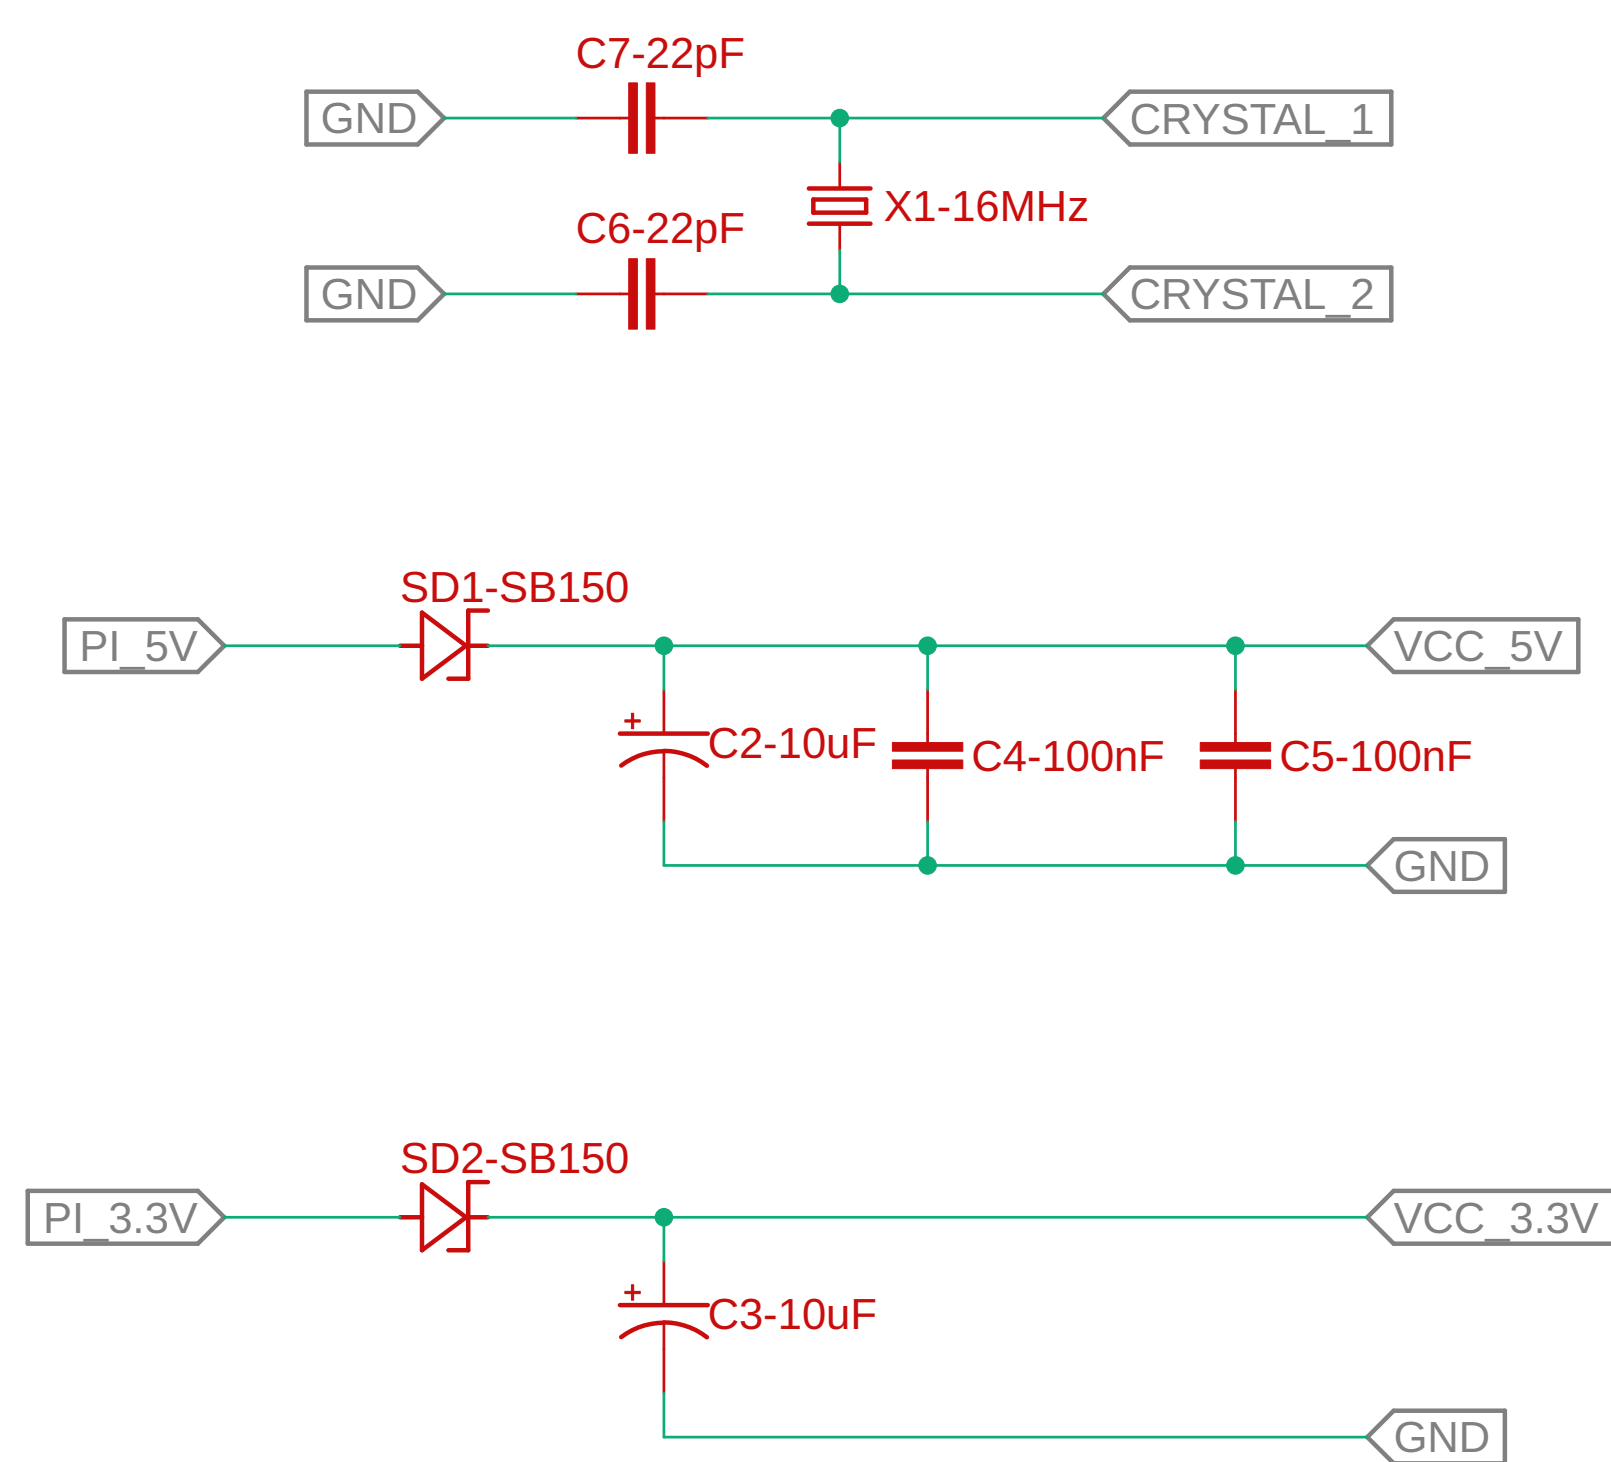 C7-22pF
GND
CRYSTAL_1
X1-16MHz
C6-22pF
GND
CRYSTAL_2
SD1-SB150
PI_5V
VCC_5V
+
C2-10uF
C4-100nF
C5-100nF
GND
SD2-SB150
PI_3.3V
VCC_3.3V
+
C3-10uF
GND